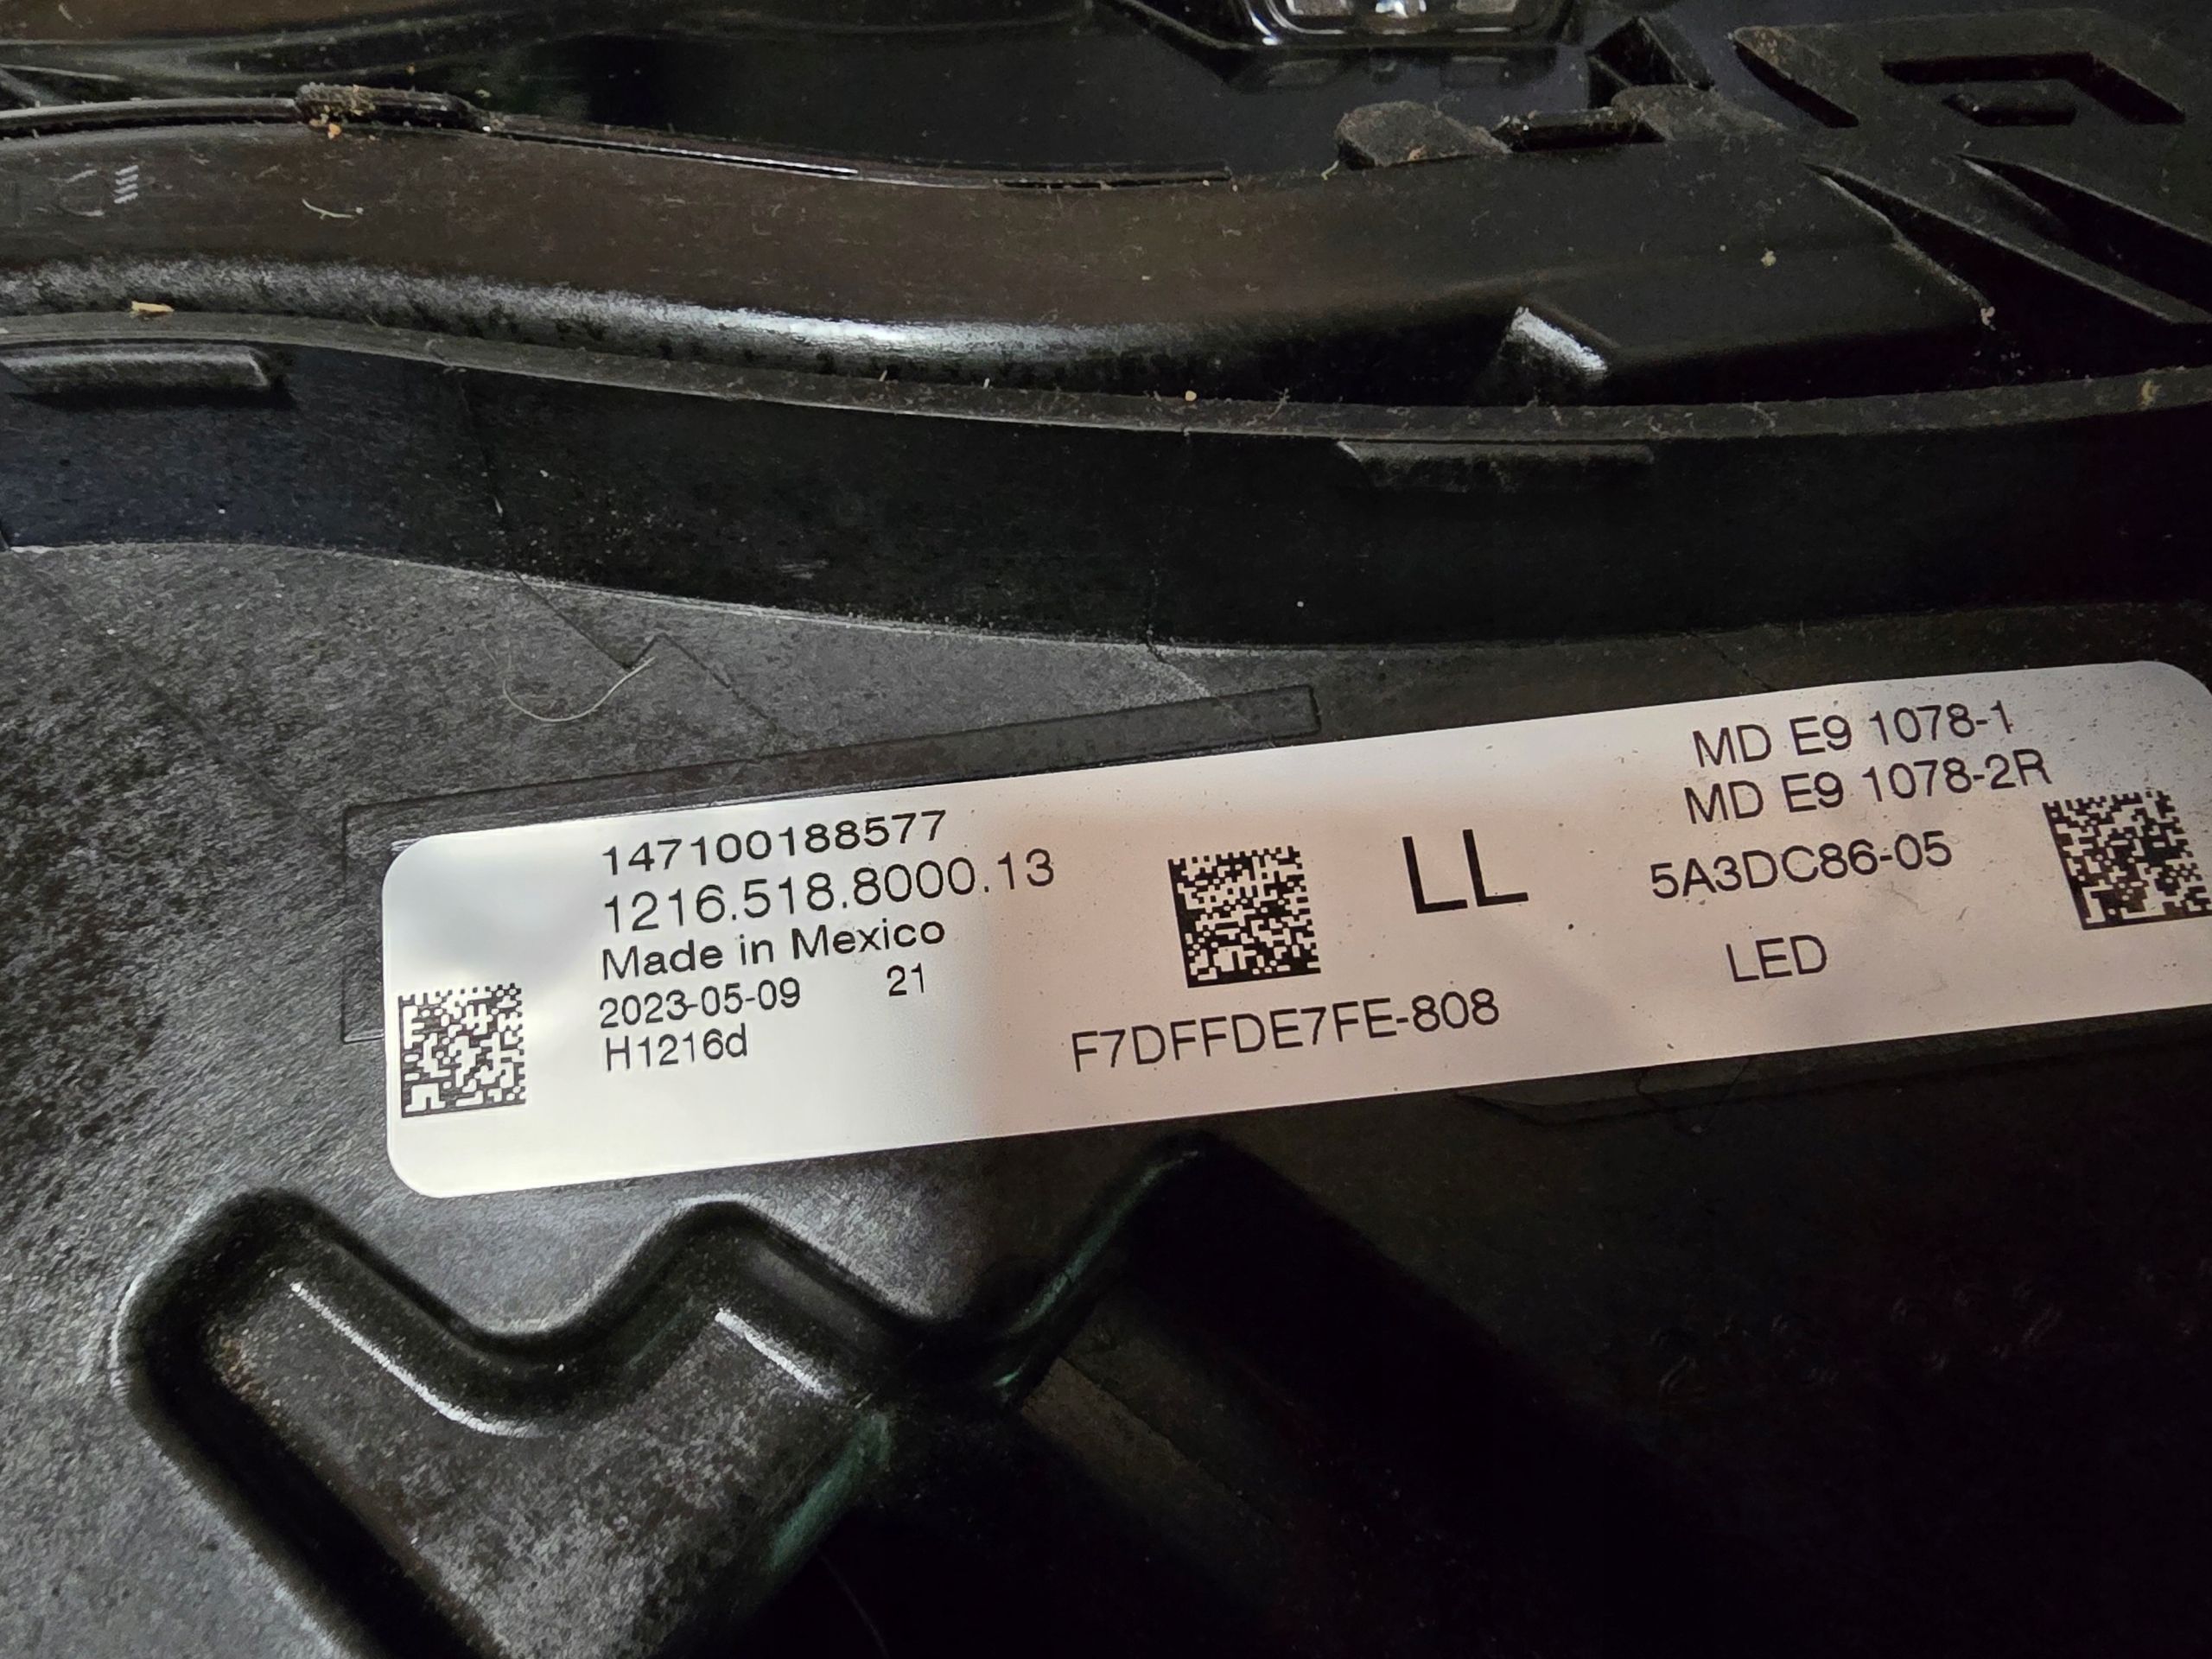 147100188577
1216.518.8000.13
Made in Mexico
2023-05-09 21
H1216d
F7DFFDE7FE-808
LL
MD E9 1078-1
MD E9 1078-2R
5A3DC86-05
LED